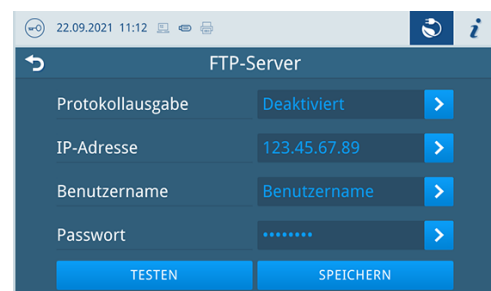 22.09.2021 11:12
FTP-Server
Protokollausgabe Deaktiviert
IP-Adresse 123.45.67.89
Benutzername Benutzername
Passwort ••••••••
TESTEN SPEICHERN